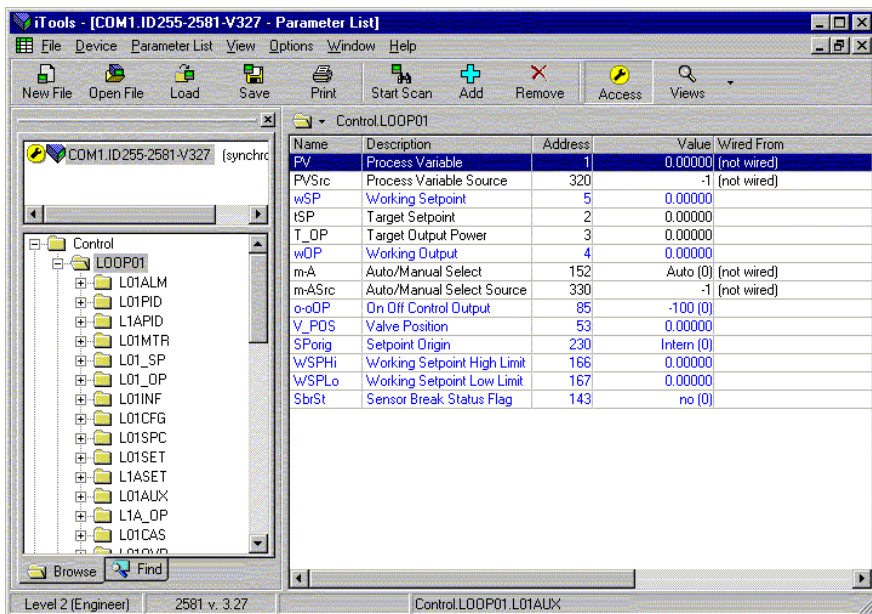 iTools - [COM1.ID255-2581-V327 - Parameter List]
File Device Parameter List View Options Window Help
New File Open File Load Save Print Start Scan Add Remove Access Views
Control.LOOP01
COM1.ID255-2581-V327 (synchro
Name Description Address Value Wired From
PV Process Variable 1 0.00000 (not wired)
PVSrc Process Variable Source 320 -1 (not wired)
wSP Working Setpoint 5 0.00000
tSP Target Setpoint 2 0.00000
T_OP Target Output Power 3 0.00000
wOP Working Output 4 0.00000
m-A Auto/Manual Select 152 Auto (0) (not wired)
m-ASrc Auto/Manual Select Source 330 -1 (not wired)
o-oOP On Off Control Output 85 -100 (0)
V_POS Valve Position 53 0.00000
SPorig Setpoint Origin 230 Intern (0)
WSPHi Working Setpoint High Limit 166 0.00000
WSPLo Working Setpoint Low Limit 167 0.00000
SbrSt Sensor Break Status Flag 143 no (0)
Control
LOOP01
L01ALM
L01PID
L1APID
L01MTR
L01_SP
L01_OP
L01INF
L01CFG
L01SPC
L01SET
L1ASET
L01AUX
L1A_OP
L01CAS
Browse Find
Level 2 (Engineer) 2581 v. 3.27 Control.LOOP01.L01AUX